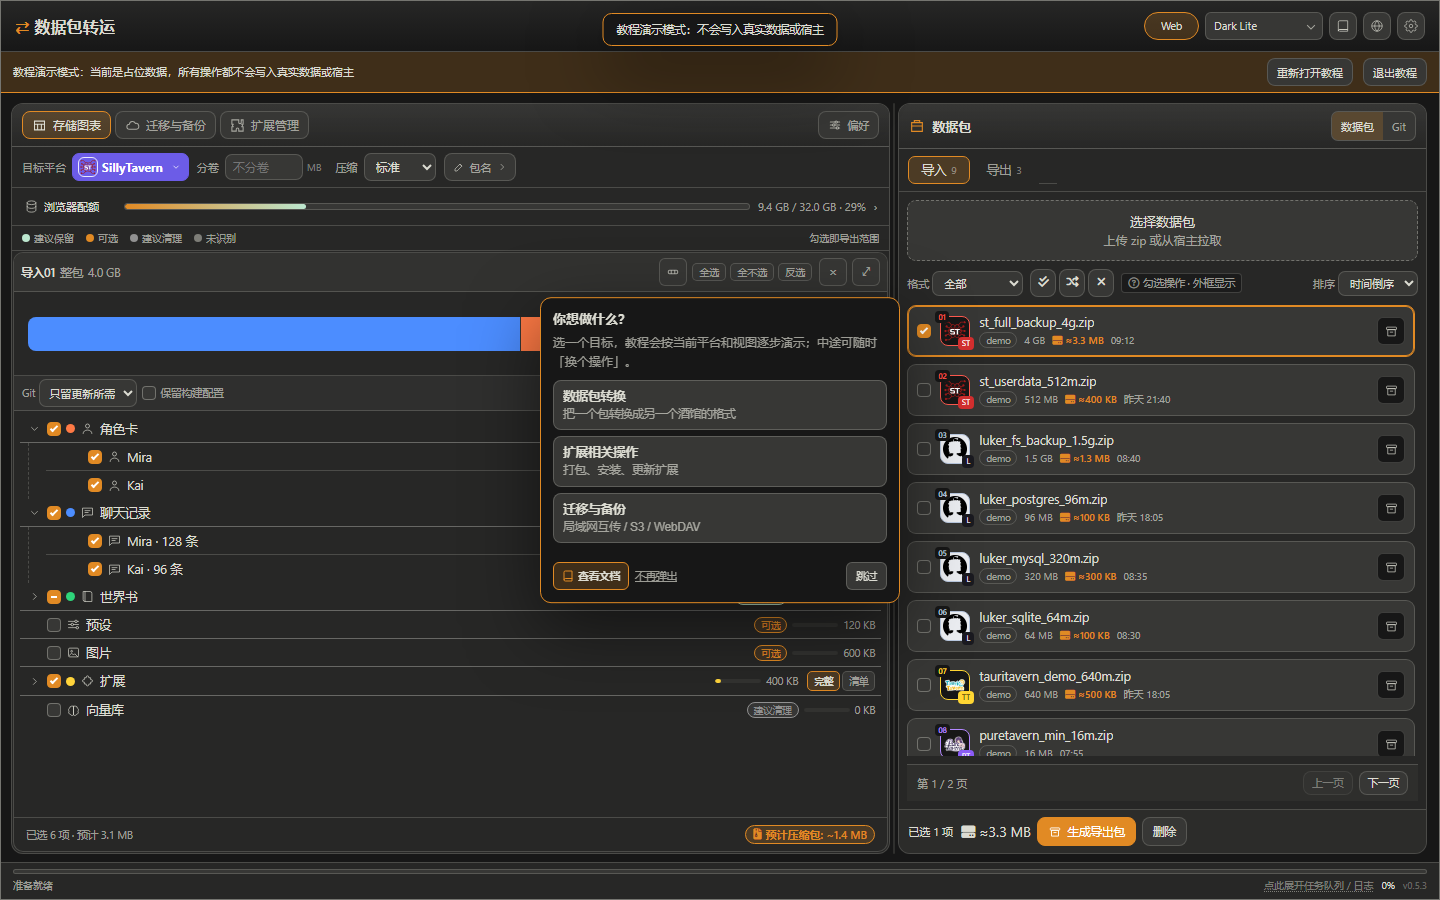 数据包转运
教程演示模式：不会写入真实数据或宿主
Web
Dark Lite
教程演示模式：当前是占位数据，所有操作都不会写入真实数据或宿主
重新打开教程
退出教程
存储图表
迁移与备份
扩展管理
偏好
目标平台
ST
SillyTavern
分卷
不分卷
MB
压缩
标准
包名
浏览器配额
9.4 GB / 32.0 GB · 29%
建议保留
可选
建议清理
未识别
勾选即导出范围
导入01 整包 4.0 GB
全选
全不选
反选
Git
只留更新所需
保留构建配置
角色卡
Mira
Kai
聊天记录
Mira · 128 条
Kai · 96 条
世界书
预设
可选
120 KB
图片
可选
600 KB
扩展
400 KB
完整
清单
向量库
建议清理
0 KB
已选 6 项 · 预计 3.1 MB
预计压缩包: ~1.4 MB
你想做什么?
选一个目标，教程会按当前平台和视图逐步演示；中途可随时
「换个操作」。
数据包转换
把一个包转换成另一个酒馆的格式
扩展相关操作
打包、安装、更新扩展
迁移与备份
局域网互传 / S3 / WebDAV
查看文档
不再弹出
跳过
数据包
数据包
Git
导入 9
导出 3
选择数据包
上传 zip 或从宿主拉取
格式
全部
勾选操作 · 外框显示
排序
时间倒序
01
ST
ST
st_full_backup_4g.zip
demo
4 GB
≈3.3 MB
09:12
02
ST
ST
st_userdata_512m.zip
demo
512 MB
≈400 KB
昨天 21:40
03
L
luker_fs_backup_1.5g.zip
demo
1.5 GB
≈1.3 MB
08:40
04
L
luker_postgres_96m.zip
demo
96 MB
≈100 KB
昨天 18:05
05
L
luker_mysql_320m.zip
demo
320 MB
≈300 KB
08:35
06
L
luker_sqlite_64m.zip
demo
64 MB
≈100 KB
08:30
07
TT
tauritavern_demo_640m.zip
demo
640 MB
≈500 KB
昨天 18:05
08
puretavern_min_16m.zip
demo
16 MB
07:55
第 1 / 2 页
上一页
下一页
已选 1 项
≈3.3 MB
生成导出包
删除
准备就绪
点此展开任务队列 / 日志
0%
v0.5.3